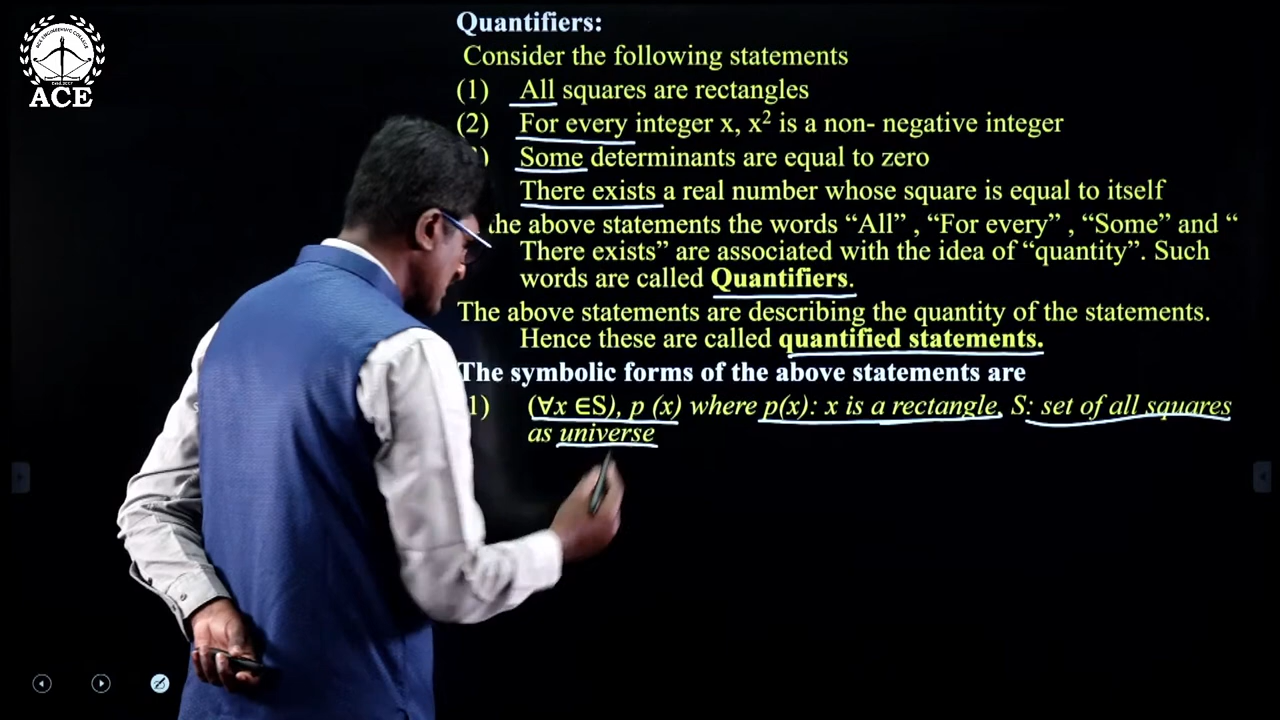 ACE ENGINEERING COLLEGE
ACE
Quantifiers:
Consider the following statements
(1) All squares are rectangles
(2) For every integer x, x² is a non- negative integer
) Some determinants are equal to zero
There exists a real number whose square is equal to itself
the above statements the words “All” , “For every” , “Some” and “
There exists” are associated with the idea of “quantity”. Such
words are called Quantifiers.
The above statements are describing the quantity of the statements.
Hence these are called quantified statements.
The symbolic forms of the above statements are
1) (∀x ∈S), p (x) where p(x): x is a rectangle, S: set of all squares
as universe